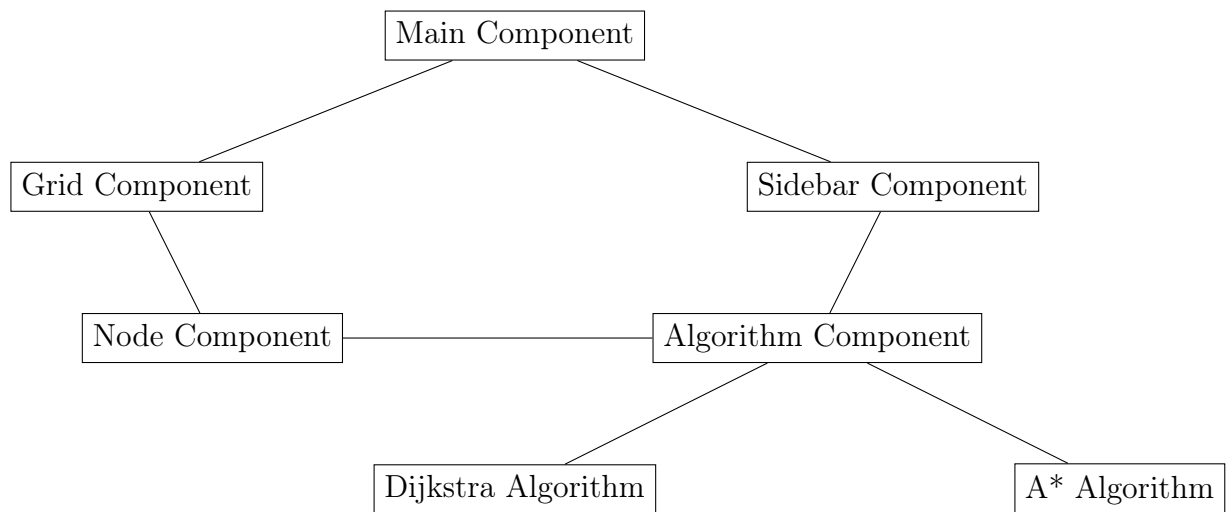 Main Component
Grid Component
Sidebar Component
Node Component
Algorithm Component
Dijkstra Algorithm
A* Algorithm